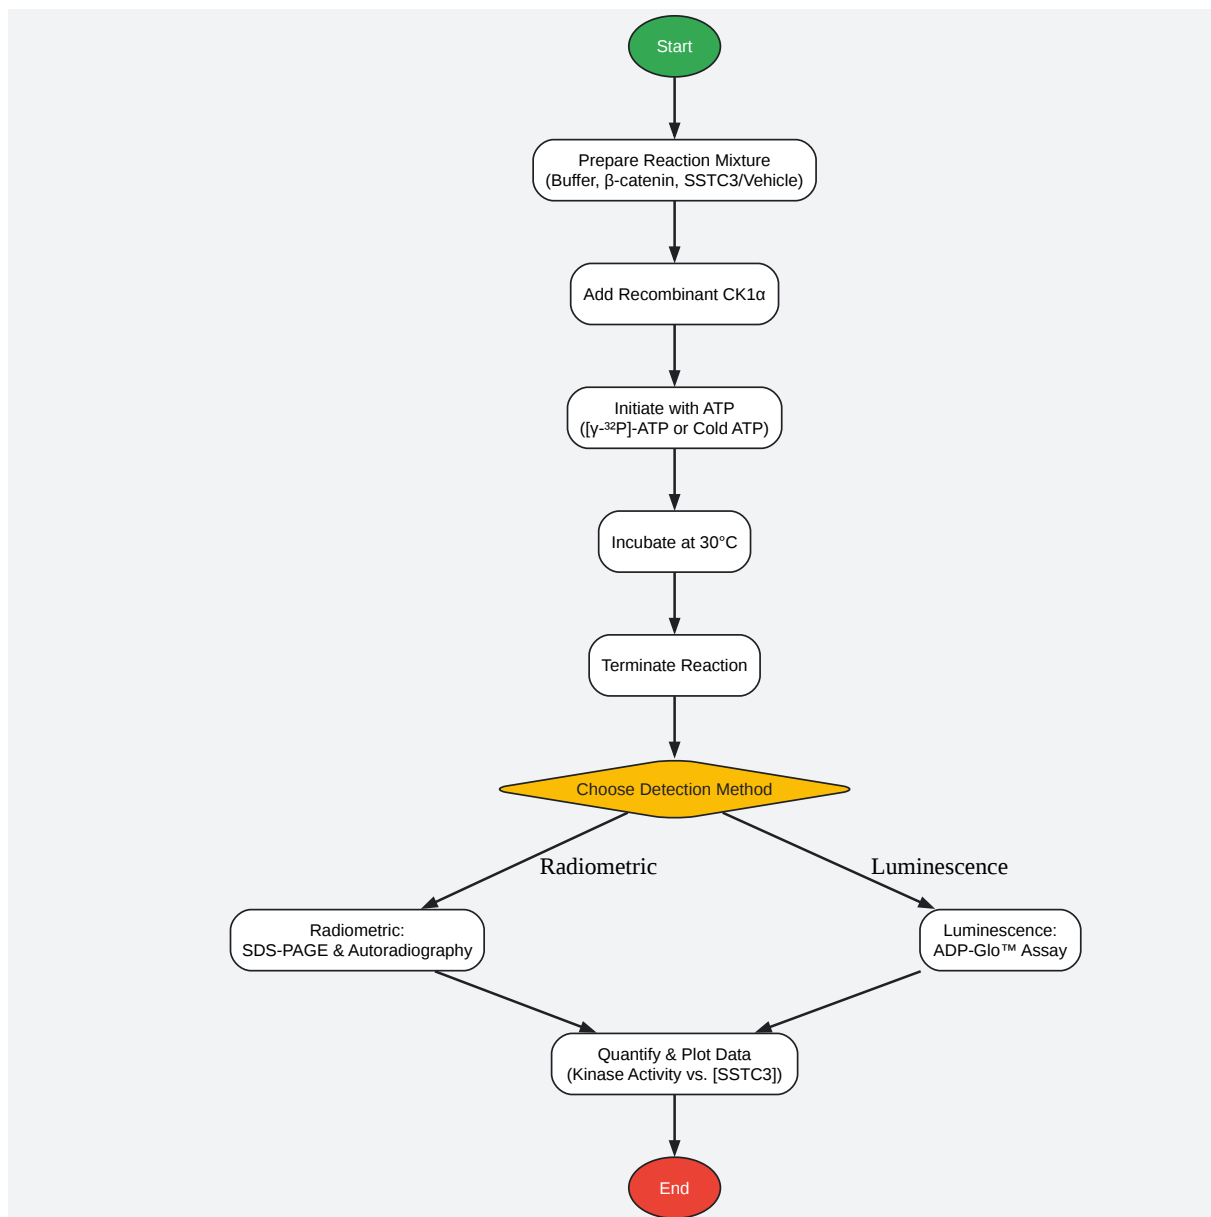 Start
Prepare Reaction Mixture
(Buffer, β-catenin, SSTC3/Vehicle)
Add Recombinant CK1α
Initiate with ATP
([γ-³²P]-ATP or Cold ATP)
Incubate at 30°C
Terminate Reaction
Choose Detection Method
Radiometric
Luminescence
Radiometric:
SDS-PAGE & Autoradiography
Luminescence:
ADP-Glo™ Assay
Quantify & Plot Data
(Kinase Activity vs. [SSTC3])
End